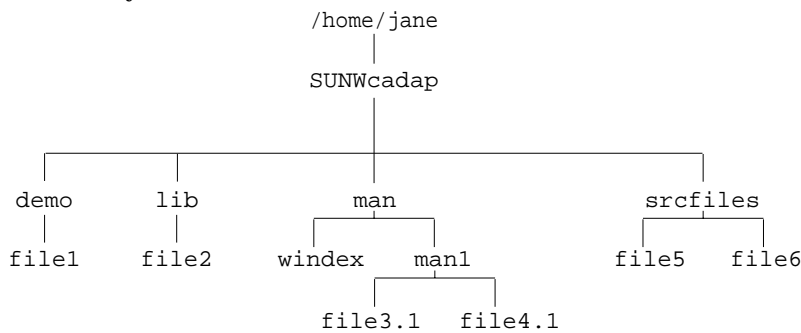 /home/jane
SUNWcadap
demo lib man srcfiles
file1 file2 windex man1 file5 file6
file3.1 file4.1